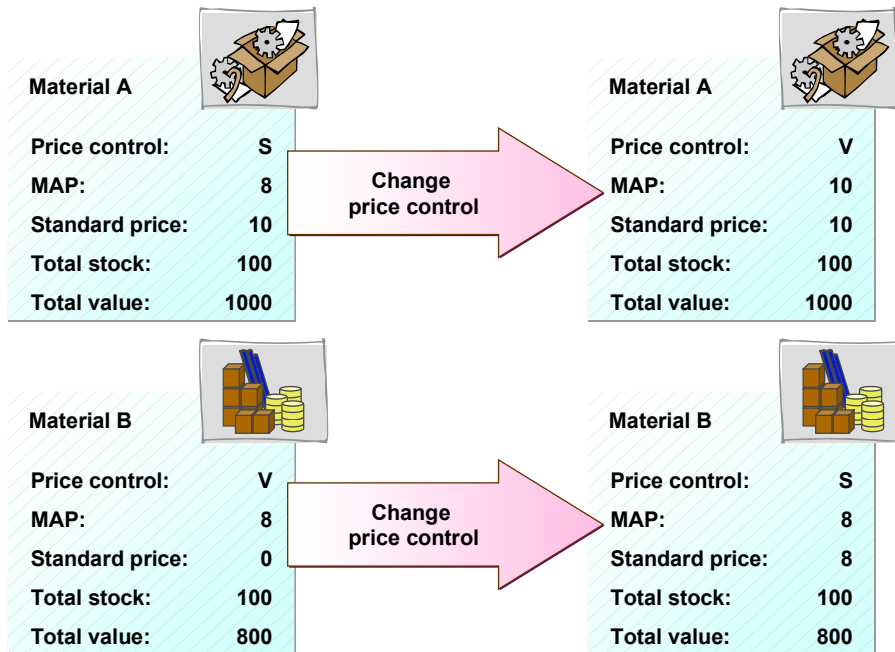 Material A
Price control: S
MAP: 8
Standard price: 10
Total stock: 100
Total value: 1000
Change
price control
Material A
Price control: V
MAP: 10
Standard price: 10
Total stock: 100
Total value: 1000
Material B
Price control: V
MAP: 8
Standard price: 0
Total stock: 100
Total value: 800
Change
price control
Material B
Price control: S
MAP: 8
Standard price: 8
Total stock: 100
Total value: 800